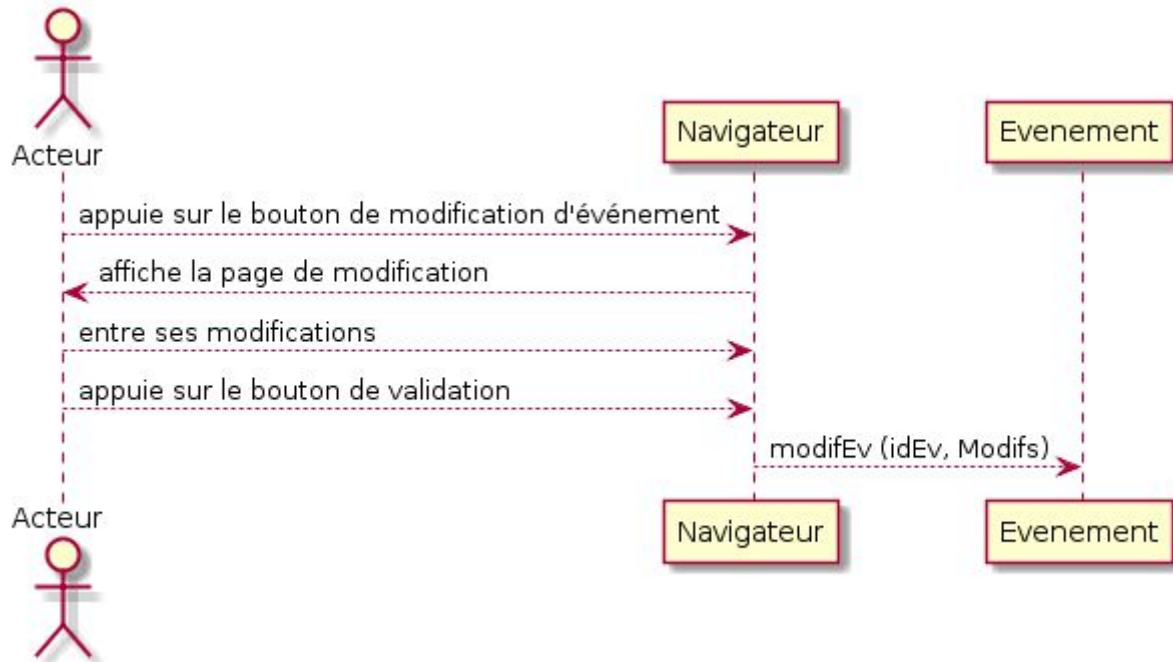 Acteur
Navigateur
Evenement
appuie sur le bouton de modification d'événement
affiche la page de modification
entre ses modifications
appuie sur le bouton de validation
modifEv (idEv, Modifs)
Acteur
Navigateur
Evenement